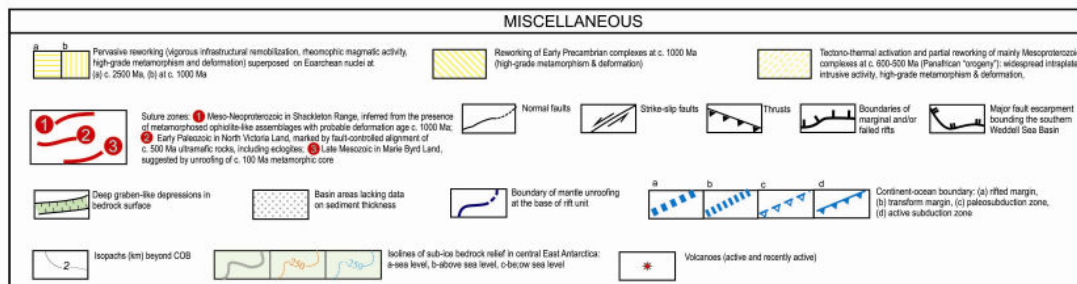 MISCELLANEOUS
a b
Pervasive reworking (vigorous infrastructural remobilization, rheomophic magmatic activity,
high-grade metamorphism and deformation) superposed on Eoarchean nuclei at
(a) c. 2500 Ma, (b) at c. 1000 Ma
Reworking of Early Precambrian complexes at c. 1000 Ma
(high-grade metamorphism & deformation)
Tectono-thermal activation and partial reworking of mainly Mesoproterozoic
complexes at c. 600-500 Ma (Panafrican "orogeny"): widespread intraplate
intrusive activity, high-grade metamorphism & deformation,
1
2
3
Suture zones: 1 Meso-Neoproterozoic in Shackleton Range, inferred from the presence
of metamorphosed ophiolite-like assemblages with probable deformation age c. 1000 Ma;
2 Early Paleozoic in North Victoria Land, marked by fault-controlled alignment of
c. 500 Ma ultramafic rocks, including eclogites; 3 Late Mesozoic in Marie Byrd Land,
suggested by unroofing of c. 100 Ma metamorphic core
Normal faults
Strike-slip faults
Thrusts
Boundaries of
marginal and/or
failed rifts
Major fault escarpment
bounding the southern
Weddell Sea Basin
Deep graben-like depressions in
bedrock surface
Basin areas lacking data
on sediment thickness
Boundary of mantle unroofing
at the base of rift unit
a b c d
Continent-ocean boundary: (a) rifted margin,
(b) transform margin, (c) paleosubduction zone,
(d) active subduction zone
2
Isopachs (km) beyond COB
250
250
Isolines of sub-ice bedrock relief in central East Antarctica:
a-sea level, b-above sea level, c-be;ow sea level
Volcanoes (active and recently active)